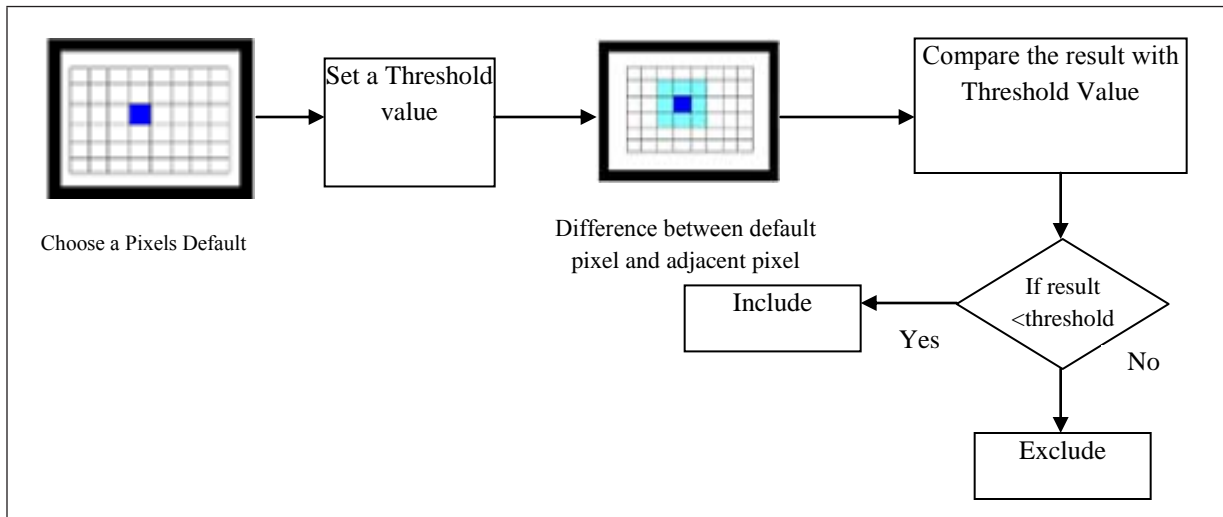 Choose a Pixels Default
Set a Threshold
value
Difference between default
pixel and adjacent pixel
Compare the result with
Threshold Value
If result
<threshold
Yes
Include
No
Exclude